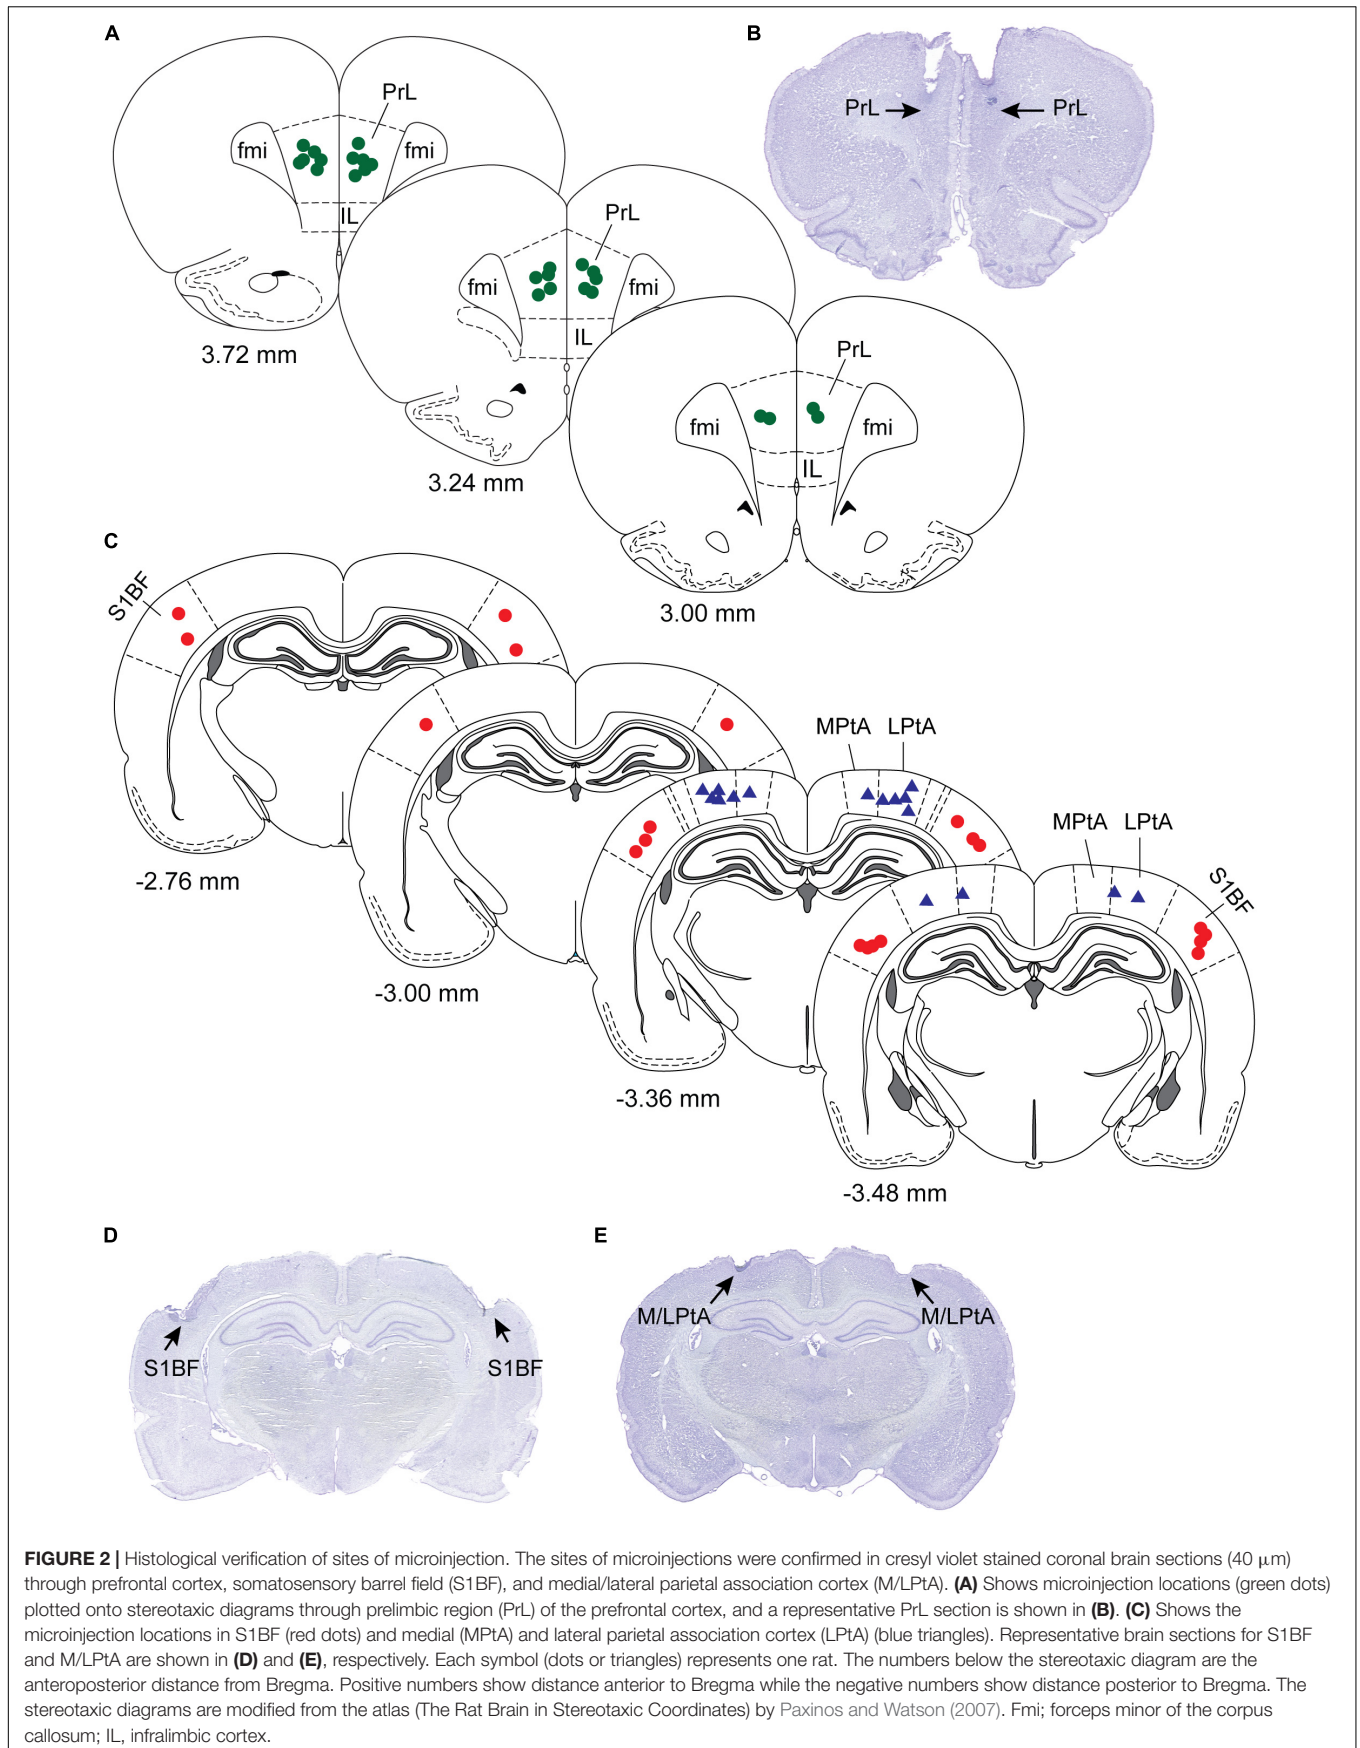 A
B
PrL
fmi
fmi
IL
PrL
PrL
3.72 mm
PrL
fmi
fmi
IL
3.24 mm
PrL
fmi
fmi
IL
3.00 mm
C
S1BF
-2.76 mm
-3.00 mm
MPtA LPtA
-3.36 mm
MPtA LPtA
S1BF
-3.48 mm
D
S1BF
S1BF
E
M/LPtA
M/LPtA
FIGURE 2 | Histological verification of sites of microinjection. The sites of microinjections were confirmed in cresyl violet stained coronal brain sections (40 μm)
through prefrontal cortex, somatosensory barrel field (S1BF), and medial/lateral parietal association cortex (M/LPtA). (A) Shows microinjection locations (green dots)
plotted onto stereotaxic diagrams through prelimbic region (PrL) of the prefrontal cortex, and a representative PrL section is shown in (B). (C) Shows the
microinjection locations in S1BF (red dots) and medial (MPtA) and lateral parietal association cortex (LPtA) (blue triangles). Representative brain sections for S1BF
and M/LPtA are shown in (D) and (E), respectively. Each symbol (dots or triangles) represents one rat. The numbers below the stereotaxic diagram are the
anteroposterior distance from Bregma. Positive numbers show distance anterior to Bregma while the negative numbers show distance posterior to Bregma. The
stereotaxic diagrams are modified from the atlas (The Rat Brain in Stereotaxic Coordinates) by Paxinos and Watson (2007). Fmi; forceps minor of the corpus
callosum; IL, infralimbic cortex.